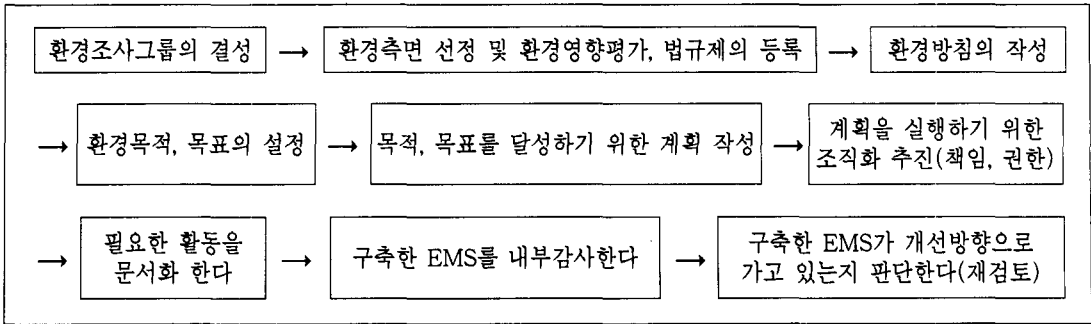 환경조사그룹의 결성 → 환경측면 선정 및 환경영향평가, 법규제의 등록 → 환경방침의 작성
→ 환경목적, 목표의 설정 → 목적, 목표를 달성하기 위한 계획 작성 → 계획을 실행하기 위한
조직화 추진(책임, 권한)
→ 필요한 활동을
문서화 한다 → 구축한 EMS를 내부감사한다 → 구축한 EMS가 개선방향으로
가고 있는지 판단한다(재검토)